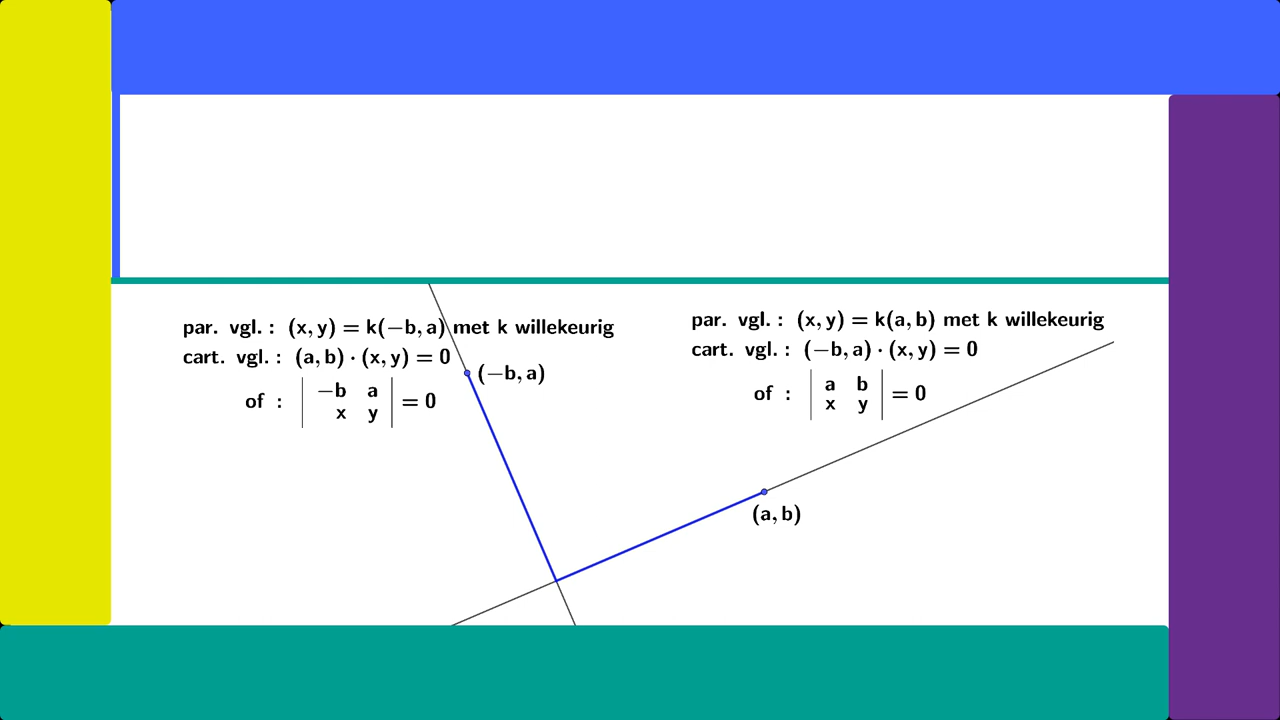 par. vgl. : (x, y) = k(−b, a) met k willekeurig
cart. vgl. : (a, b) · (x, y) = 0
of : | −b a | = 0
| x y |
(−b, a)
par. vgl. : (x, y) = k(a, b) met k willekeurig
cart. vgl. : (−b, a) · (x, y) = 0
of : | a b | = 0
| x y |
(a, b)